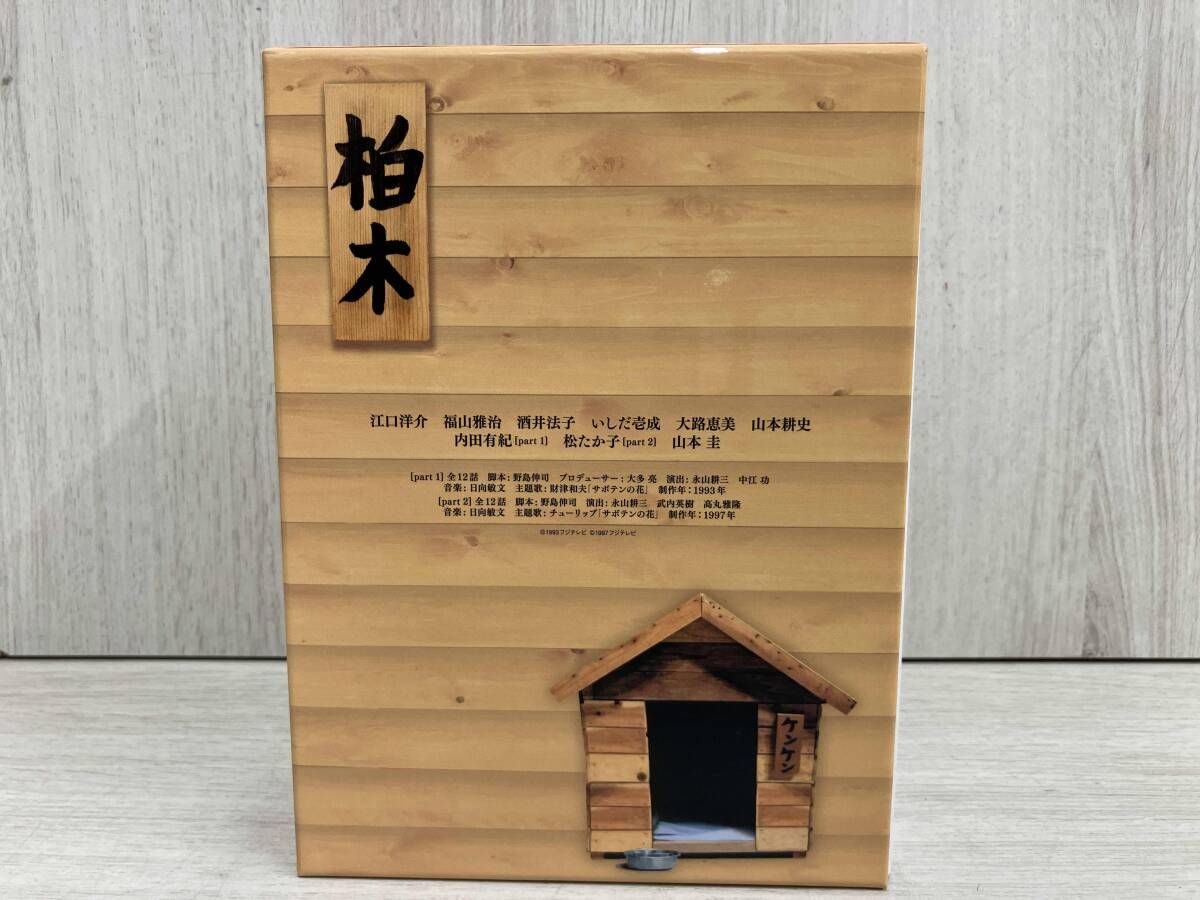 柏木
江口洋介 福山雅治 酒井法子 いしだ壱成 大路恵美 山本耕史
内田有紀[part 1] 松たか子[part 2] 山本 圭
[part 1] 全12話 脚本:野島伸司 プロデューサー:大多 亮 演出:永山耕三 中江 功
音楽:日向敏文 主題歌:財津和夫「サボテンの花」 制作年:1993年
[part 2] 全12話 脚本:野島伸司 演出:永山耕三 武内英樹 高丸雅隆
音楽:日向敏文 主題歌:チューリップ「サボテンの花」 制作年:1997年
©1993フジテレビ ©1997フジテレビ
ケンケン